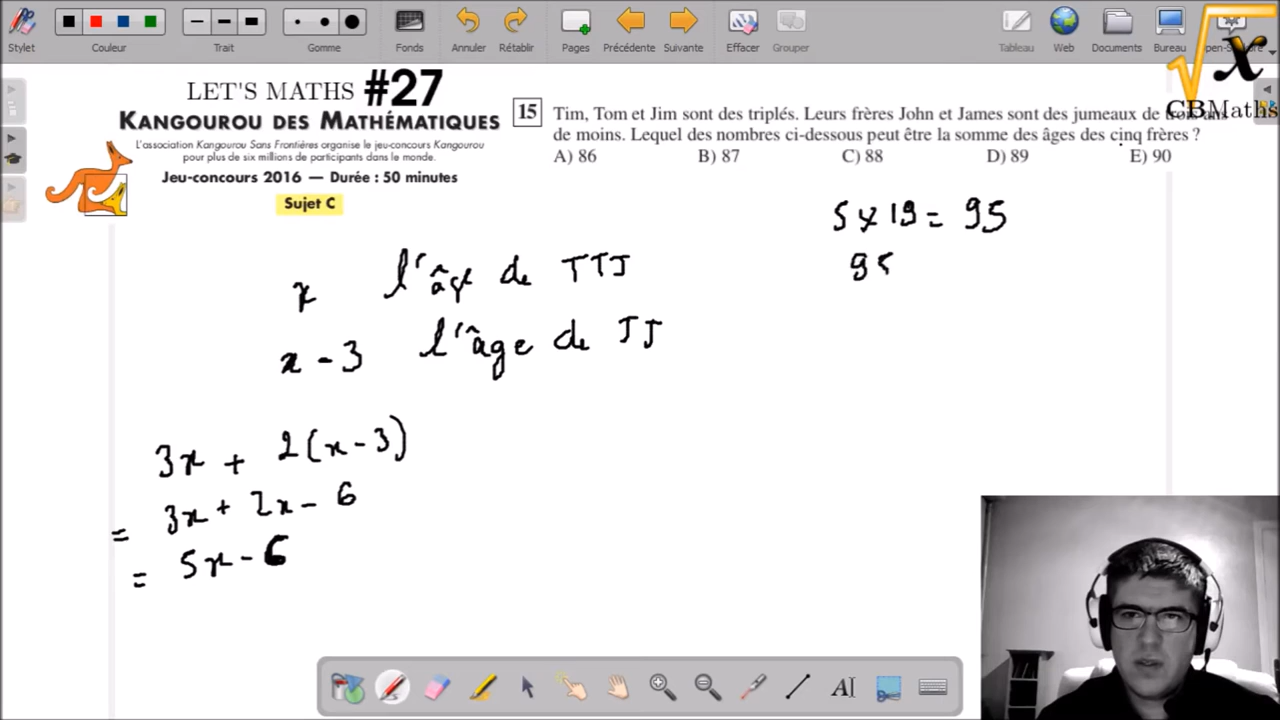 Stylet Couleur Trait Gomme Fonds Annuler Rétablir Pages Précédente Suivante Effacer Grouper Tableau Web Documents Bureau
LET'S MATHS #27
KANGOUROU DES MATHÉMATIQUES
L'association Kangourou Sans Frontières organise le jeu-concours Kangourou
pour plus de six millions de participants dans le monde.
Jeu-concours 2016 — Durée : 50 minutes
Sujet C
15 Tim, Tom et Jim sont des triplés. Leurs frères John et James sont des jumeaux de trois ans
de moins. Lequel des nombres ci-dessous peut être la somme des âges des cinq frères ?
A) 86 B) 87 C) 88 D) 89 E) 90
x
CBMaths
5 x 19 = 95
95
x l'âge de TTJ
x - 3 l'âge de JJ
3x + 2(x - 3)
= 3x + 2x - 6
= 5x - 6
AI